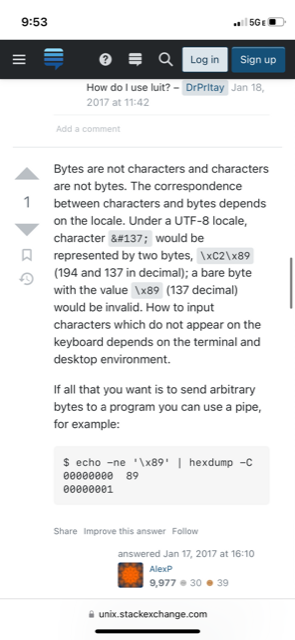 9:53
5G E
?
Log in
Sign up
How do I use luit? – DrPrItay Jan 18,
2017 at 11:42
Add a comment
Bytes are not characters and characters
are not bytes. The correspondence
1
between characters and bytes depends
on the locale. Under a UTF-8 locale,
character &#137; would be
represented by two bytes, \xC2\x89
(194 and 137 in decimal); a bare byte
with the value \x89 (137 decimal)
would be invalid. How to input
characters which do not appear on the
keyboard depends on the terminal and
desktop environment.
If all that you want is to send arbitrary
bytes to a program you can use a pipe,
for example:
$ echo -ne '\x89' | hexdump -C
00000000  89
00000001
Share Improve this answer Follow
answered Jan 17, 2017 at 16:10
AlexP
9,977 ● 30 ● 39
unix.stackexchange.com